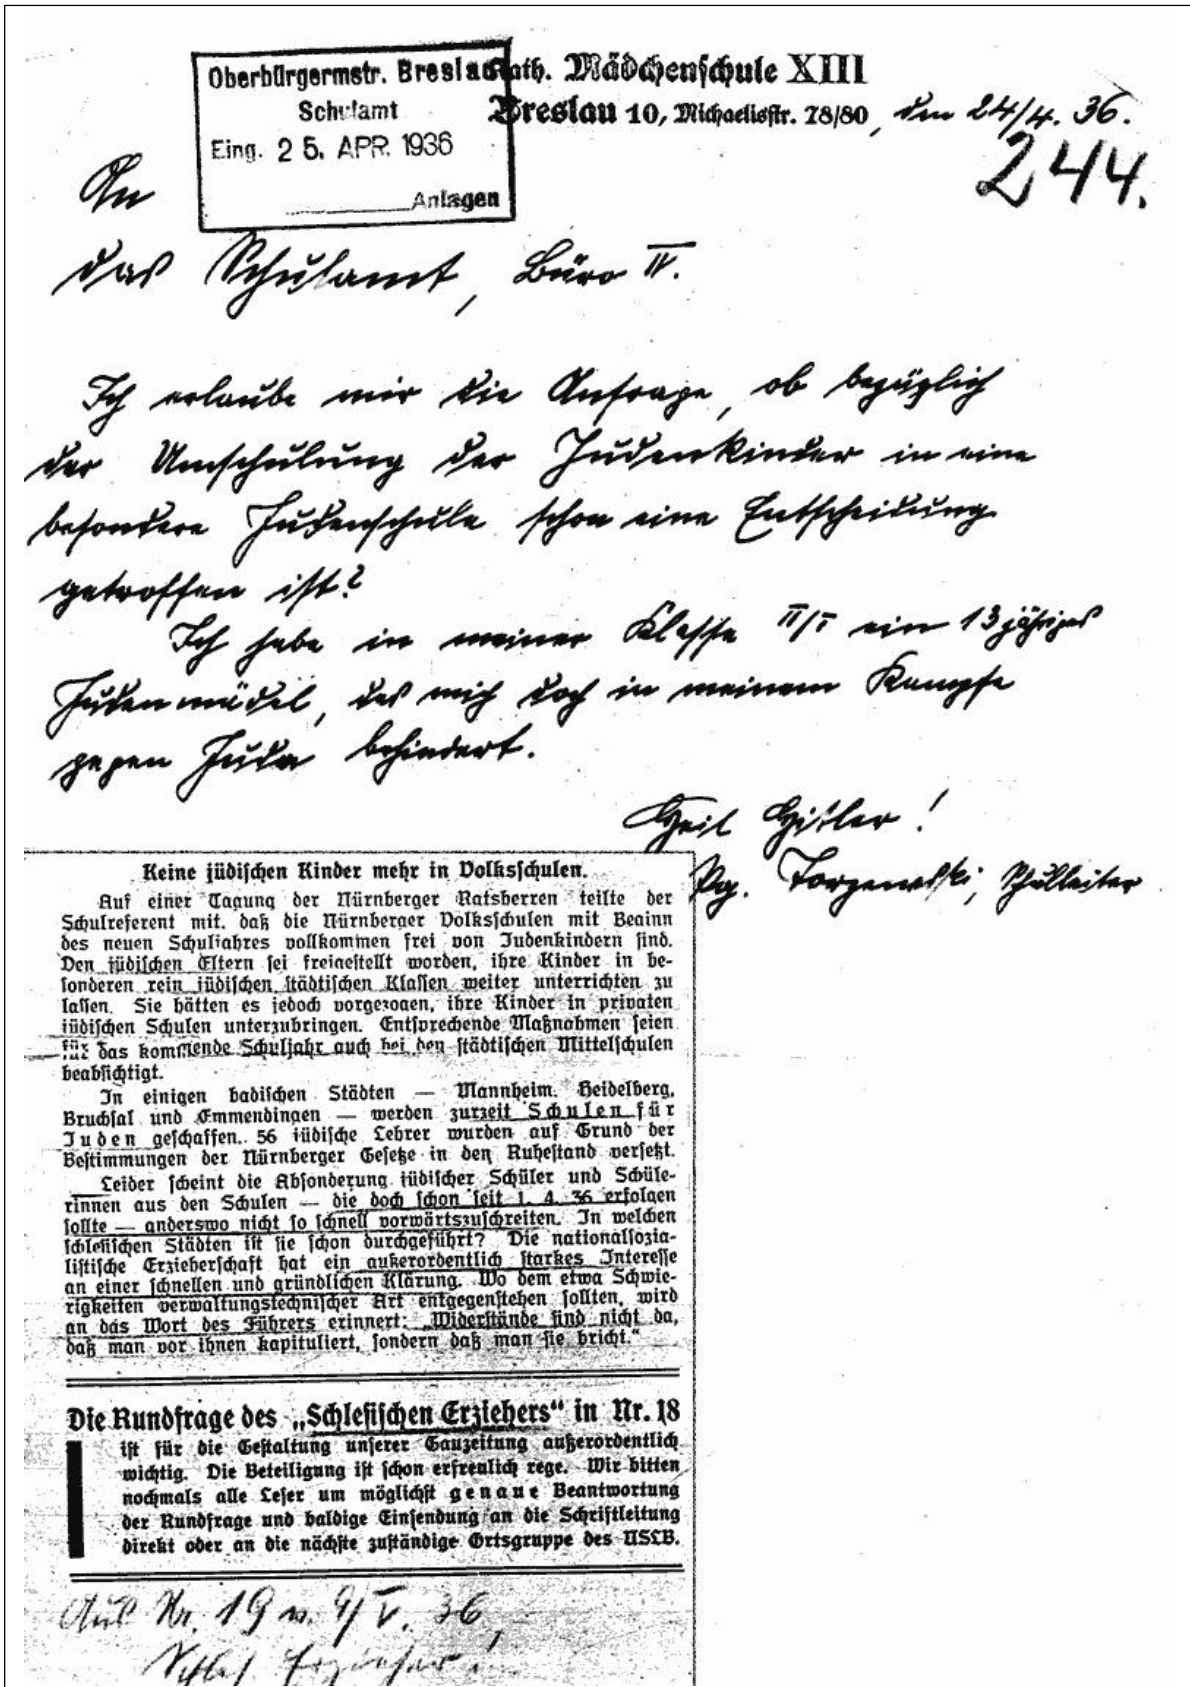 Oberbürgermstr. Breslau
Schulamt
Eing. 25. APR. 1936
Anlagen
Kath. Mädchenschule XIII
Breslau 10, Michaelisstr. 78/80, den 24/4. 36.
244.
An
das Schulamt, Büro IV.
Ich erlaube mir die Anfrage, ob bezüglich
der Umschulung der Judenkinder in eine
besondere Judenschule schon eine Entscheidung
getroffen ist?
Ich habe in meiner Klasse II/I ein 13jähriges
Judenmädel, das mich doch in meinem Kampfe
gegen Juda behindert.
Heil Hitler!
Pg. Schulleiter
Keine jüdiſchen Kinder mehr in Volksſchulen.
Auf einer Tagung der Nürnberger Ratsherren teilte der
Schulreferent mit, daß die Nürnberger Volksſchulen mit Beginn
des neuen Schuljahres vollkommen frei von Judenkindern ſind.
Den jüdiſchen Eltern ſei freigeſtellt worden, ihre Kinder in be-
ſonderen rein jüdiſchen ſtädtiſchen Klaſſen weiter unterrichten zu
laſſen. Sie hätten es jedoch vorgezogen, ihre Kinder in privaten
jüdiſchen Schulen unterzubringen. Entſprechende Maßnahmen ſeien
für das kommende Schuljahr auch bei den ſtädtiſchen Mittelſchulen
beabſichtigt.
In einigen badiſchen Städten — Mannheim, Heidelberg,
Bruchſal und Emmendingen — werden zurzeit Schulen für
Juden geſchaffen. 56 jüdiſche Lehrer wurden auf Grund der
Beſtimmungen der Nürnberger Geſetze in den Ruheſtand verſetzt.
Leider ſcheint die Abſonderung jüdiſcher Schüler und Schüle-
rinnen aus den Schulen — die doch ſchon ſeit 1. 4. 36 erfolgen
ſollte — anderswo nicht ſo ſchnell vorwärtszuſchreiten. In welchen
ſchleſiſchen Städten iſt ſie ſchon durchgeführt? Die nationalſozia-
liſtiſche Erzieherſchaft hat ein außerordentlich ſtarkes Intereſſe
an einer ſchnellen und gründlichen Klärung. Wo dem etwa Schwie-
rigkeiten verwaltungstechniſcher Art entgegenſtehen ſollten, wird
an das Wort des Führers erinnert: „Widerſtände ſind nicht da,
daß man vor ihnen kapituliert, ſondern daß man ſie bricht."
Die Rundfrage des „Schleſiſchen Erziehers" in Nr. 18
iſt für die Geſtaltung unſerer Gauzeitung außerordentlich
wichtig. Die Beteiligung iſt ſchon erfreulich rege. Wir bitten
nochmals alle Leſer um möglichſt genaue Beantwortung
der Rundfrage und baldige Einſendung an die Schriftleitung
direkt oder an die nächſte zuſtändige Ortsgruppe des NSLB.
Aus Nr. 19 v. 9/V. 36,
Schles. Erzieher